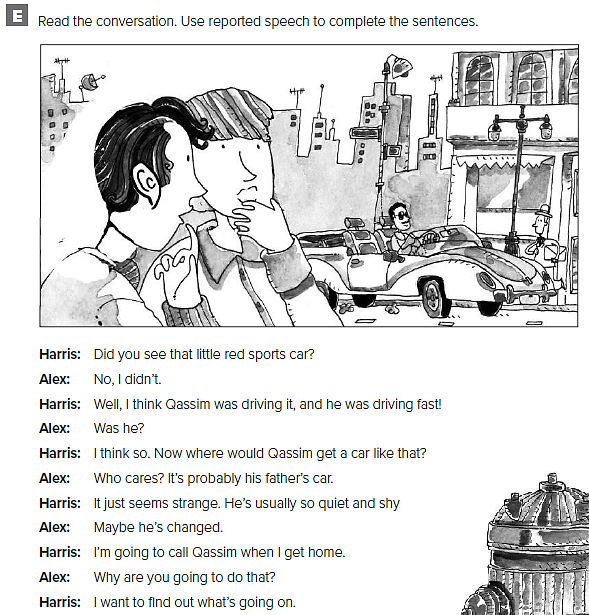 E Read the conversation. Use reported speech to complete the sentences.
Harris: Did you see that little red sports car?
Alex: No, I didn't.
Harris: Well, I think Qassim was driving it, and he was driving fast!
Alex: Was he?
Harris: I think so. Now where would Qassim get a car like that?
Alex: Who cares? It's probably his father's car.
Harris: It just seems strange. He's usually so quiet and shy
Alex: Maybe he's changed.
Harris: I'm going to call Qassim when I get home.
Alex: Why are you going to do that?
Harris: I want to find out what's going on.